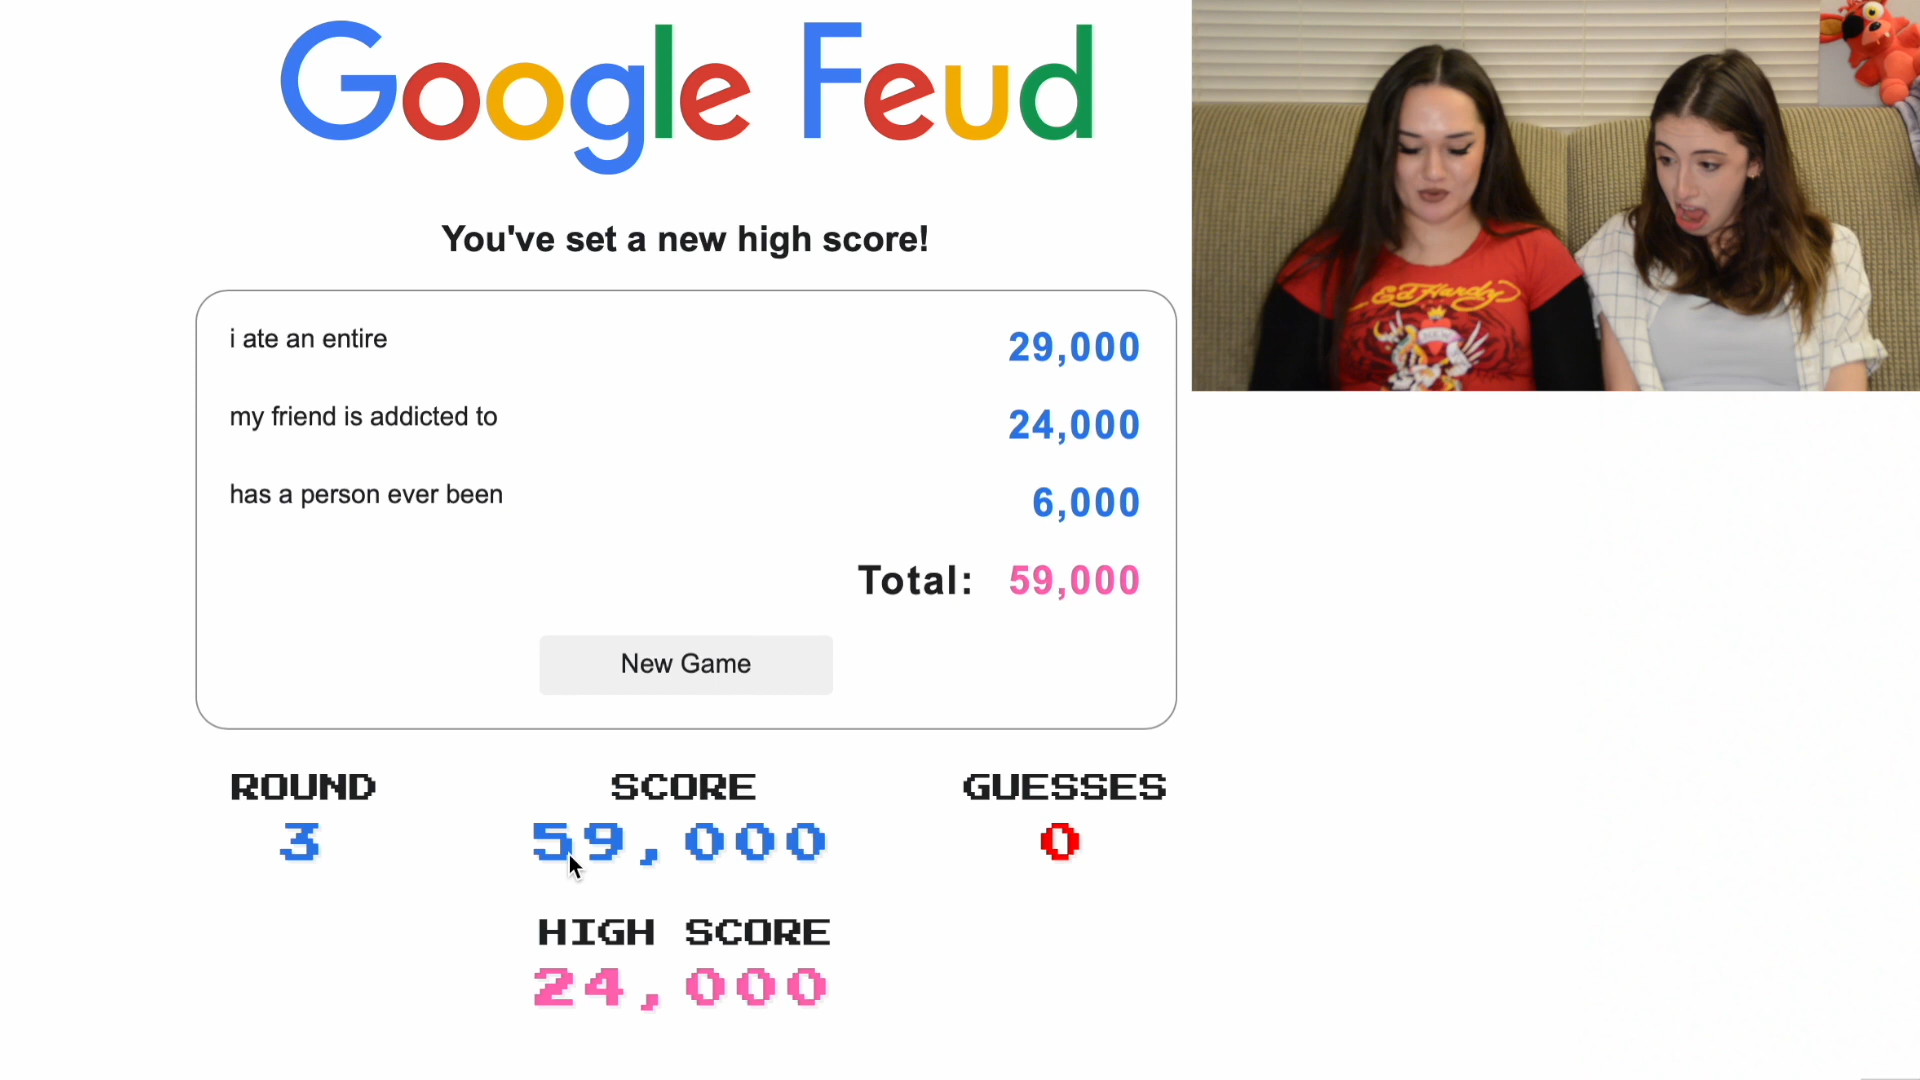 Google Feud
You've set a new high score!
i ate an entire 29,000
my friend is addicted to 24,000
has a person ever been 6,000
Total: 59,000
New Game
ROUND SCORE GUESSES
3 59,000 0
HIGH SCORE
24,000
Ed Hardy